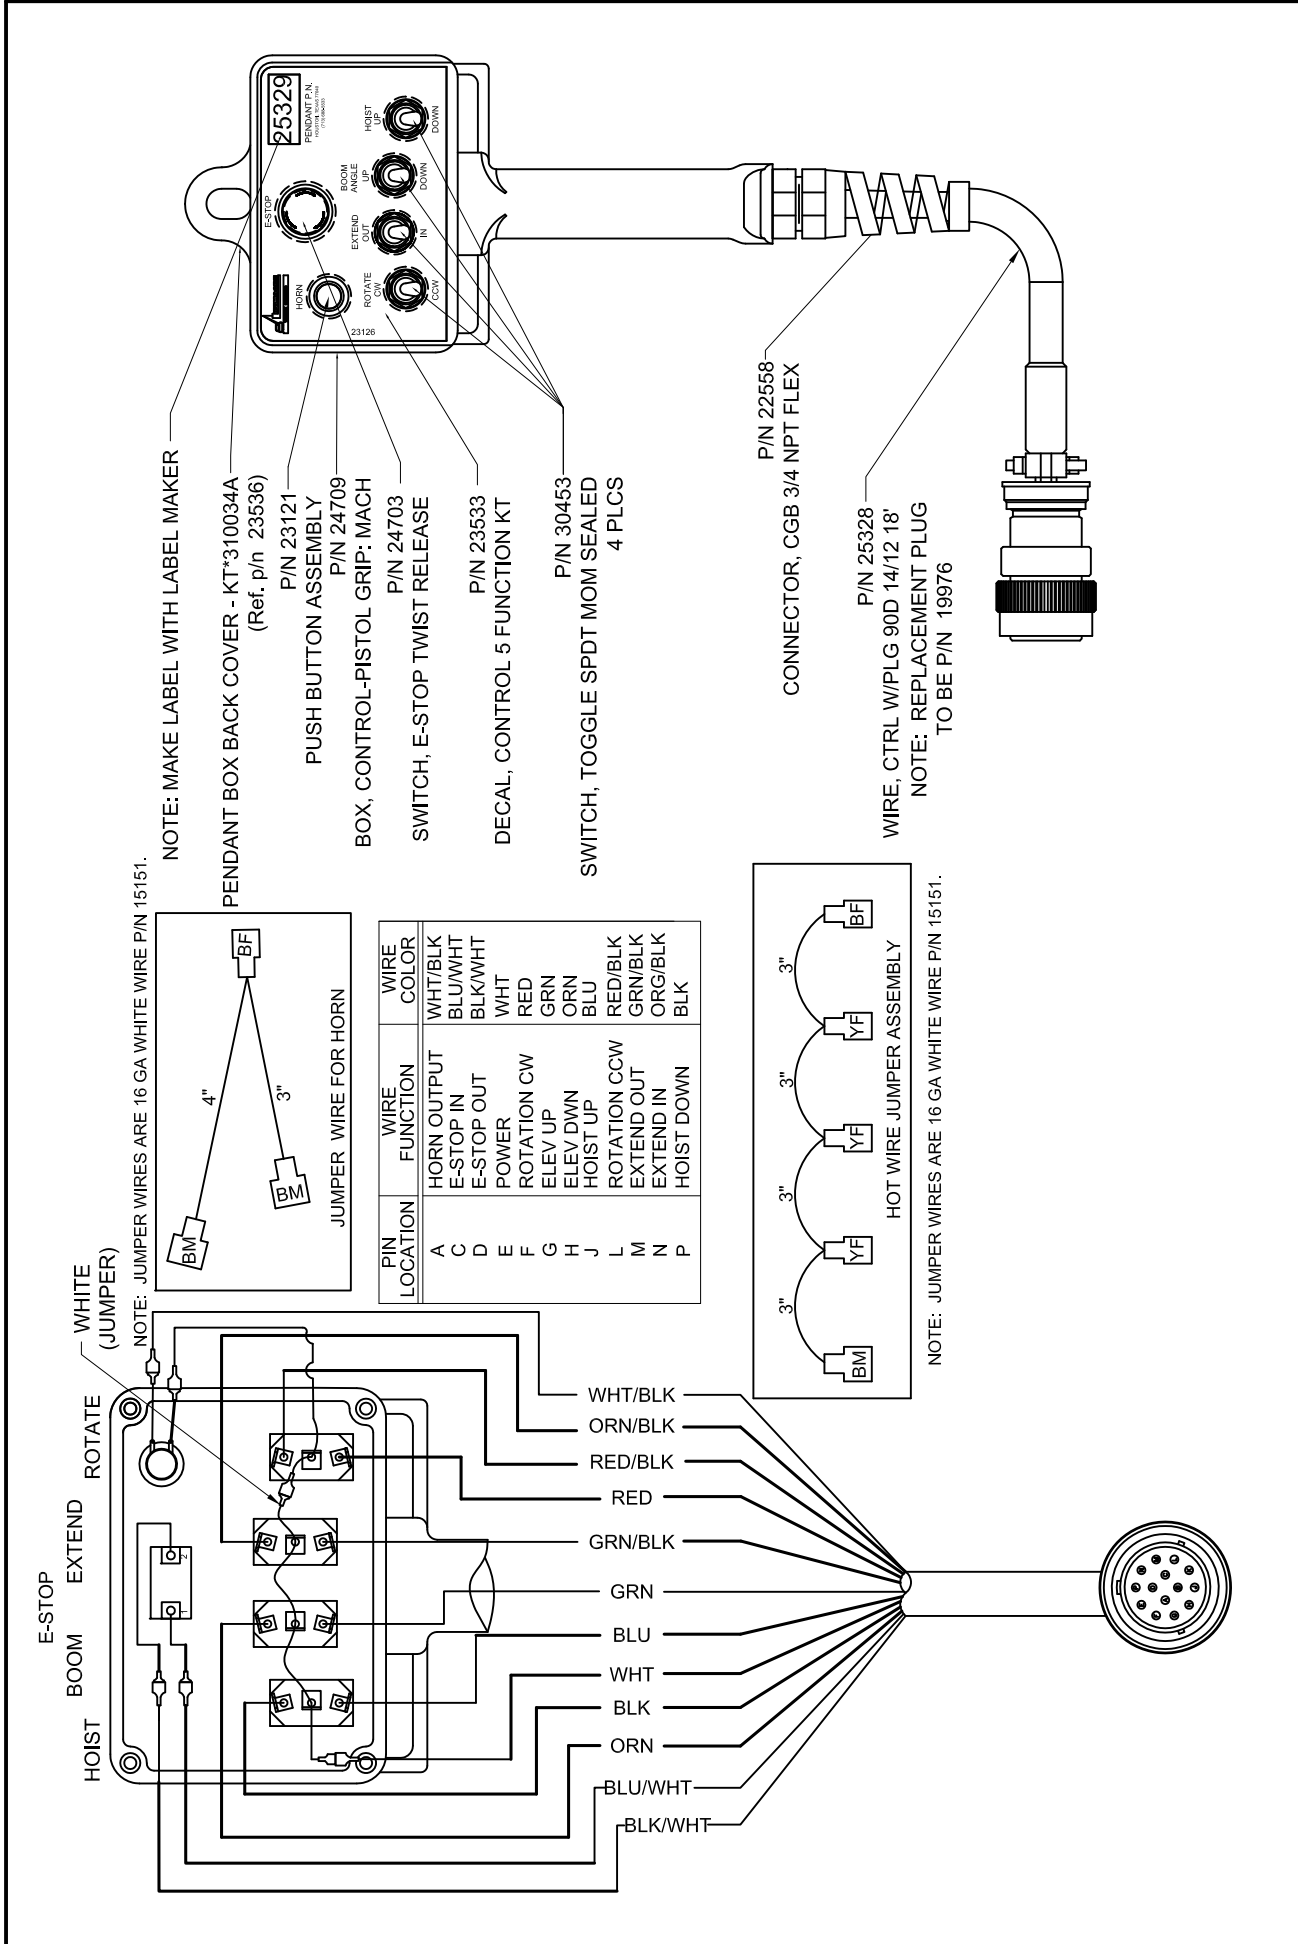 NOTE: MAKE LABEL WITH LABEL MAKER
PENDANT BOX BACK COVER - KT*310034A
(Ref. p/n 23536)
P/N 23121
PUSH BUTTON ASSEMBLY
P/N 24709
BOX, CONTROL-PISTOL GRIP: MACH
P/N 24703
SWITCH, E-STOP TWIST RELEASE
P/N 23533
DECAL, CONTROL 5 FUNCTION KT
P/N 30453
SWITCH, TOGGLE SPDT MOM SEALED
4 PLCS
P/N 22558
CONNECTOR, CGB 3/4 NPT FLEX
P/N 25328
WIRE, CTRL W/PLG 90D 14/12 18'
NOTE: REPLACEMENT PLUG
TO BE P/N 19976
25329
PENDANT P.N.
E-STOP
HORN
23126
ROTATE
CW
CCW
EXTEND
OUT
IN
BOOM
ANGLE
UP
DOWN
HOIST
UP
DOWN
NOTE: JUMPER WIRES ARE 16 GA WHITE WIRE P/N 15151.
BM
BM
BF
4"
3"
JUMPER WIRE FOR HORN
PIN LOCATION WIRE FUNCTION WIRE COLOR
A HORN OUTPUT WHT/BLK
C E-STOP IN BLU/WHT
D E-STOP OUT BLK/WHT
E POWER WHT
F ROTATION CW RED
G ELEV UP GRN
H ELEV DWN ORN
J HOIST UP BLU
L ROTATION CCW RED/BLK
M EXTEND OUT GRN/BLK
N EXTEND IN ORG/BLK
P HOIST DOWN BLK
3" 3" 3" 3"
BM YF YF YF BF
HOT WIRE JUMPER ASSEMBLY
NOTE: JUMPER WIRES ARE 16 GA WHITE WIRE P/N 15151.
E-STOP
HOIST BOOM EXTEND ROTATE
WHITE
(JUMPER)
1 2
WHT/BLK
ORN/BLK
RED/BLK
RED
GRN/BLK
GRN
BLU
WHT
BLK
ORN
BLU/WHT
BLK/WHT